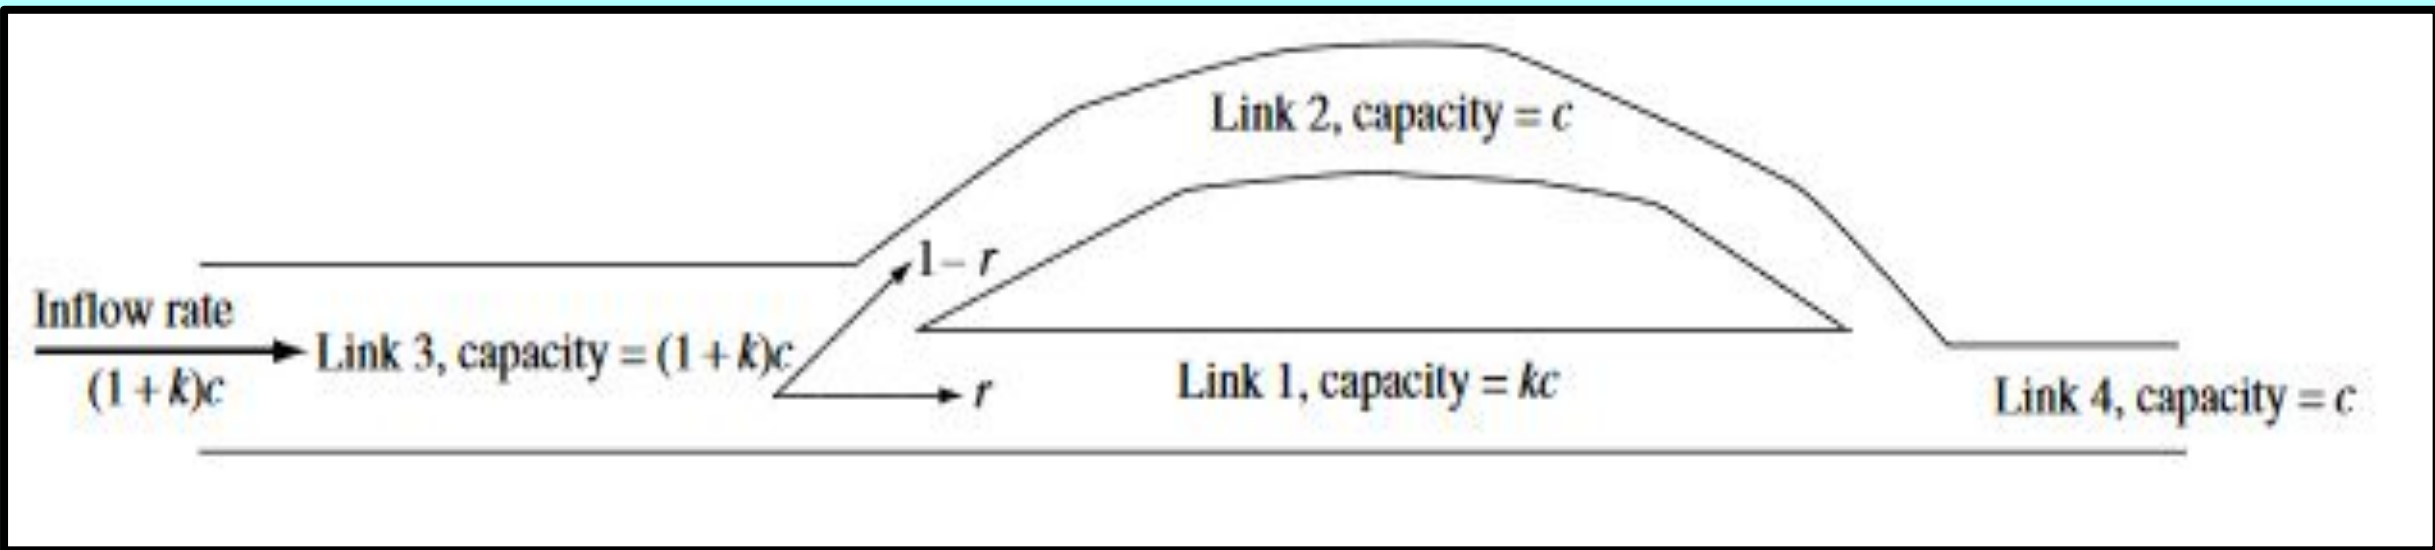 Link 2, capacity = c
1 – r
Inflow rate
(1 + k)c
Link 3, capacity = (1 + k)c
r
Link 1, capacity = kc
Link 4, capacity = c